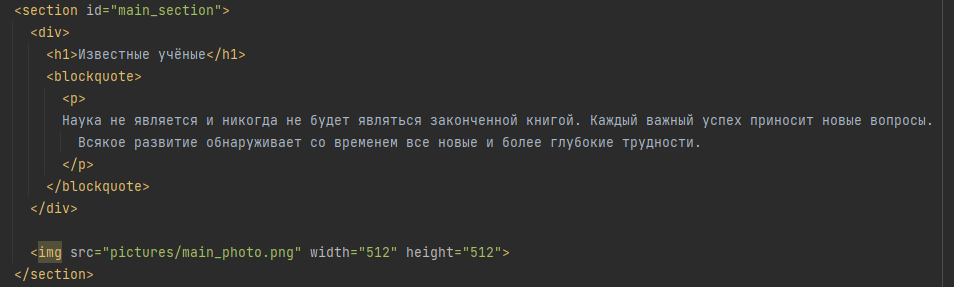 <section id="main_section">
<div>
<h1>Известные учёные</h1>
<blockquote>
<p>
Наука не является и никогда не будет являться законченной книгой. Каждый важный успех приносит новые вопросы.
Всякое развитие обнаруживает со временем все новые и более глубокие трудности.
</p>
</blockquote>
</div>
<img src="pictures/main_photo.png" width="512" height="512">
</section>